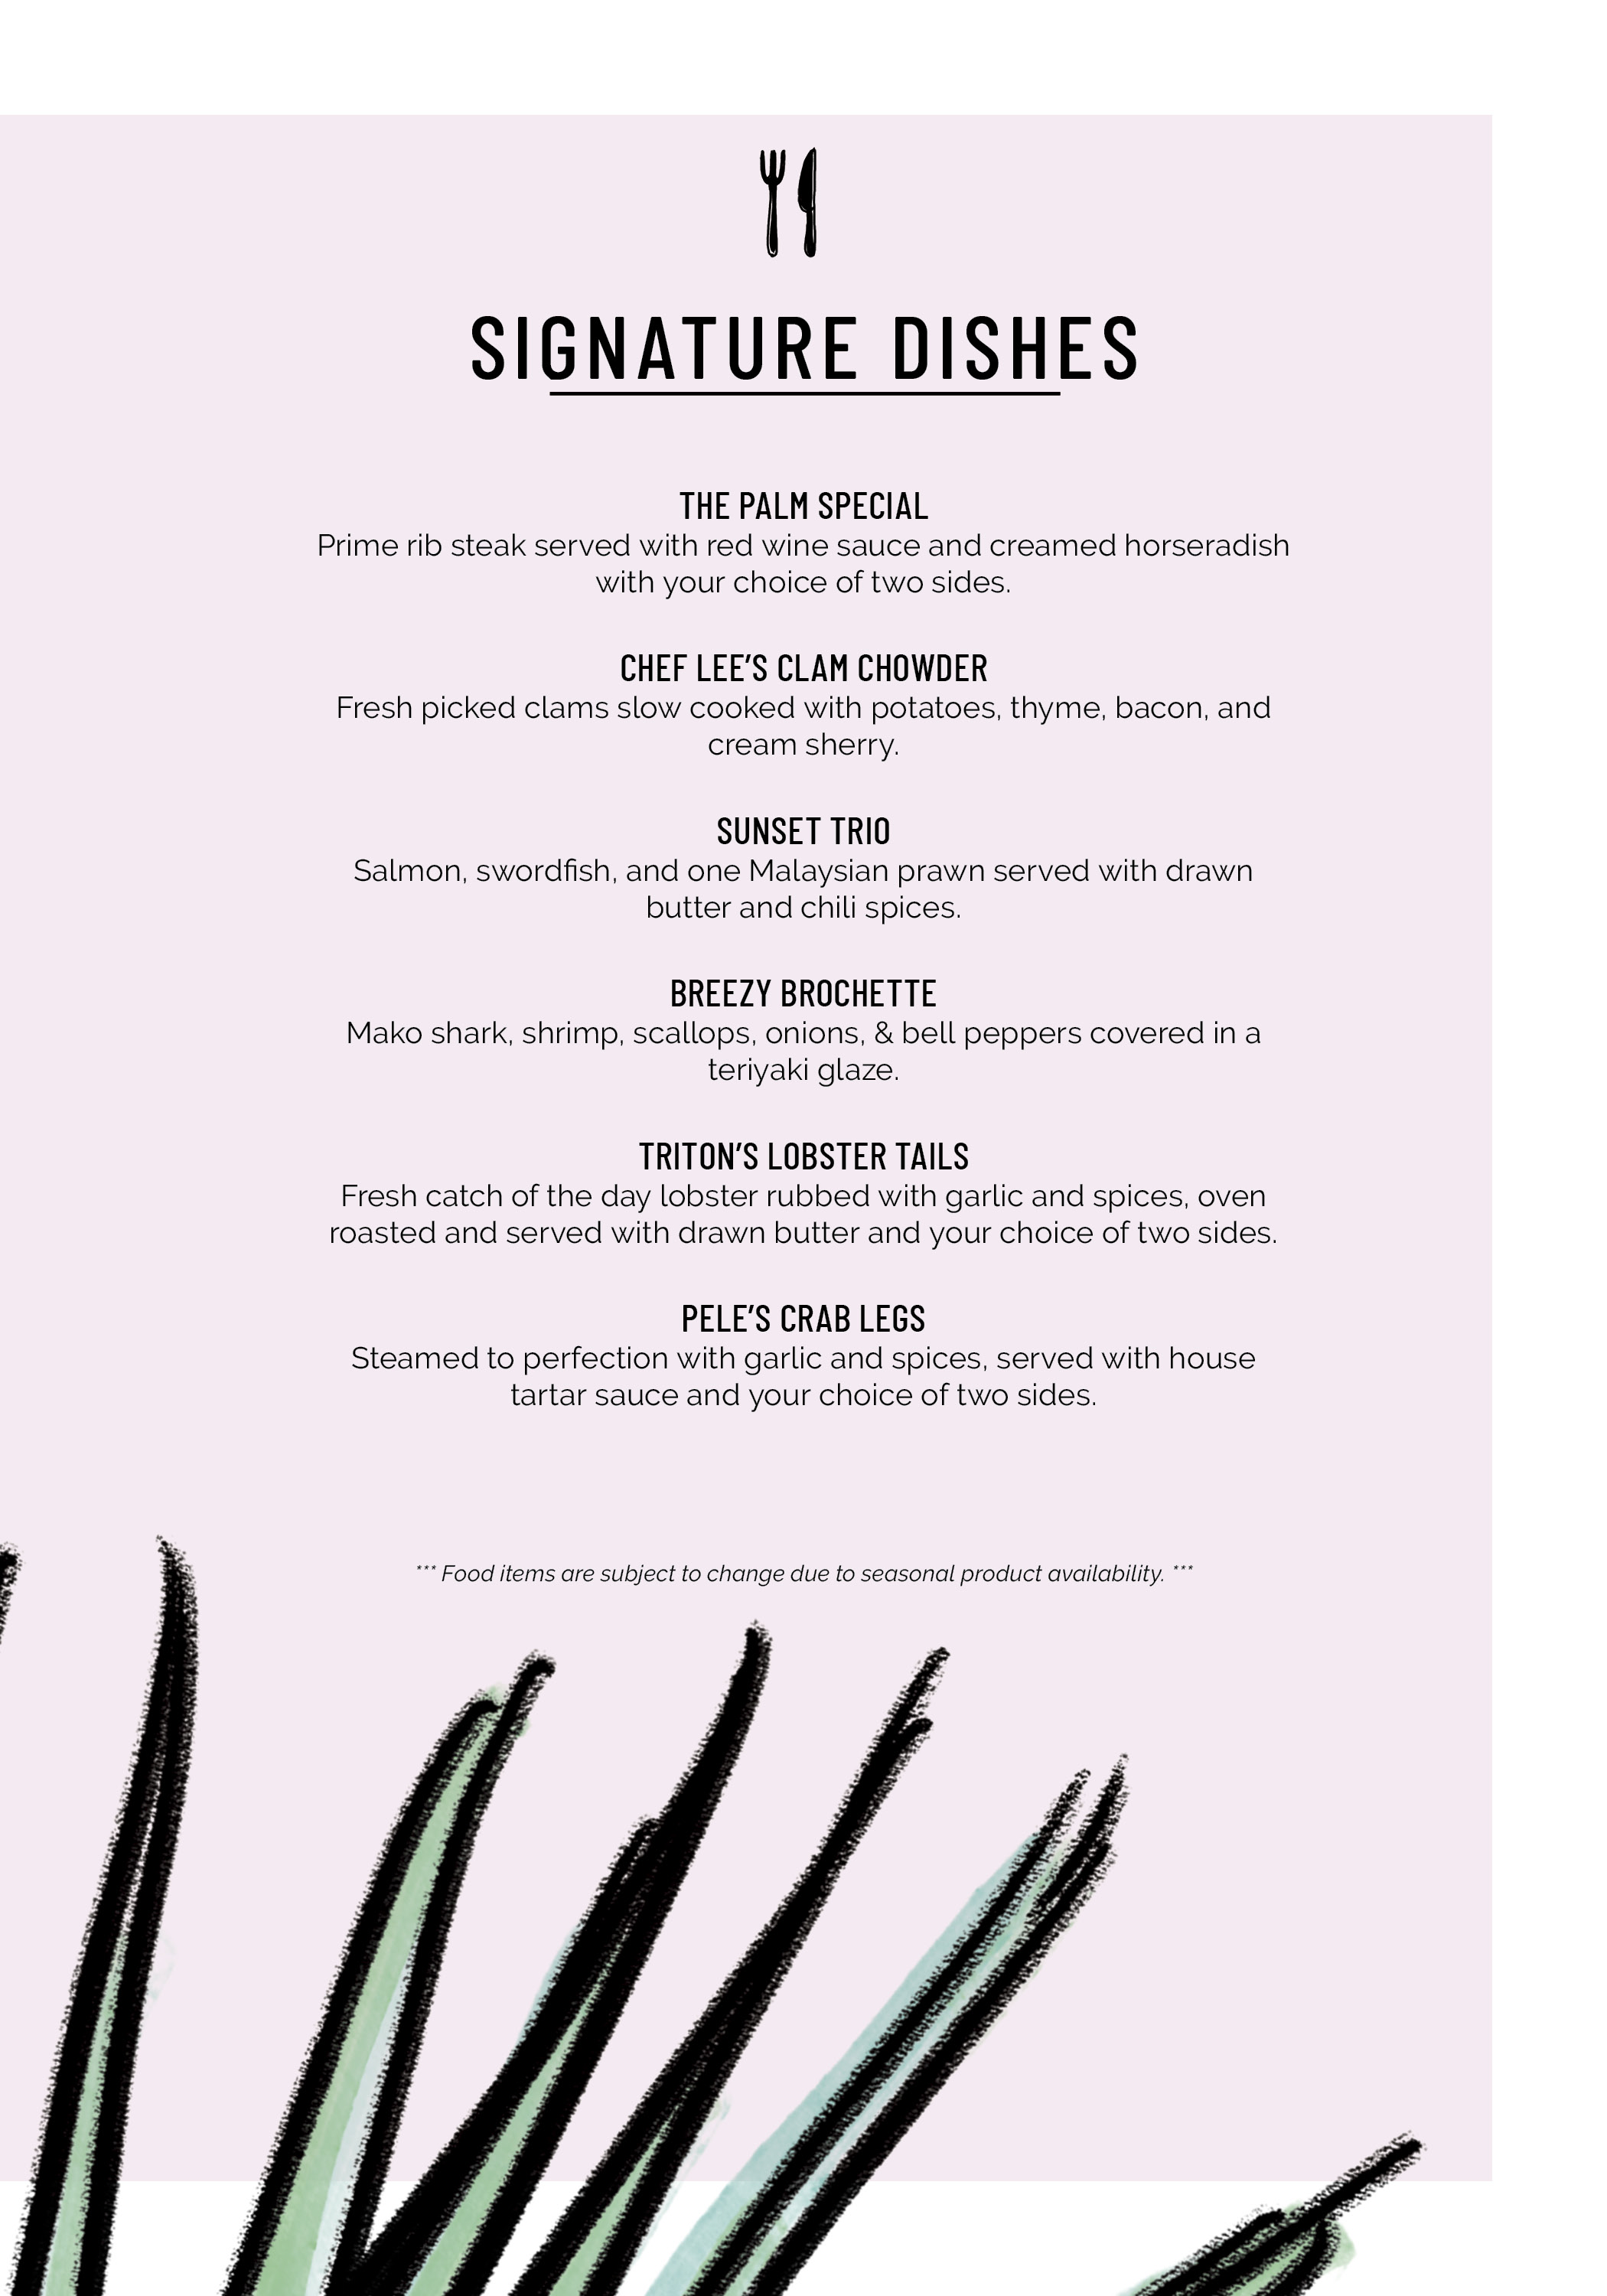 SIGNATURE DISHES
THE PALM SPECIAL
Prime rib steak served with red wine sauce and creamed horseradish
with your choice of two sides.
CHEF LEE’S CLAM CHOWDER
Fresh picked clams slow cooked with potatoes, thyme, bacon, and
cream sherry.
SUNSET TRIO
Salmon, swordfish, and one Malaysian prawn served with drawn
butter and chili spices.
BREEZY BROCHETTE
Mako shark, shrimp, scallops, onions, & bell peppers covered in a
teriyaki glaze.
TRITON’S LOBSTER TAILS
Fresh catch of the day lobster rubbed with garlic and spices, oven
roasted and served with drawn butter and your choice of two sides.
PELE’S CRAB LEGS
Steamed to perfection with garlic and spices, served with house
tartar sauce and your choice of two sides.
*** Food items are subject to change due to seasonal product availability. ***